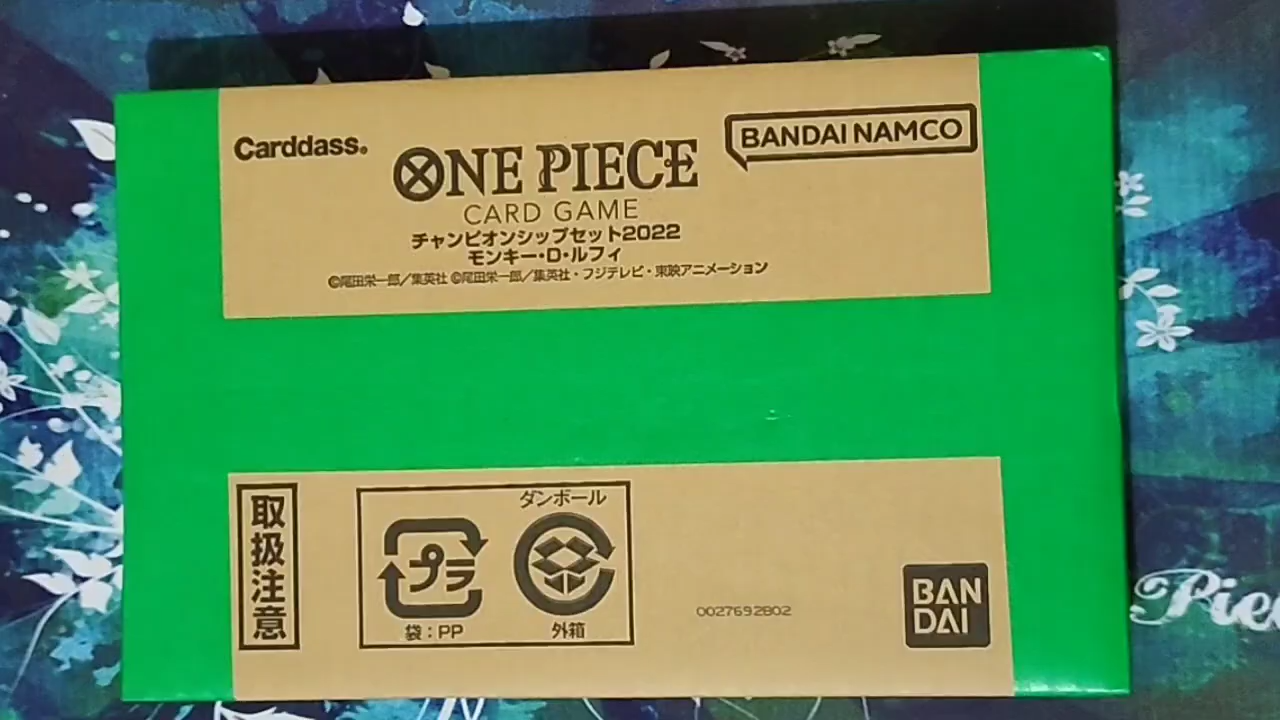 Carddass®
ONE PIECE
CARD GAME
BANDAI NAMCO
チャンピオンシップセット2022
モンキー・D・ルフィ
©尾田栄一郎／集英社 ©尾田栄一郎／集英社・フジテレビ・東映アニメーション
取扱注意
プラ
袋：PP
ダンボール
外箱
0027692B02
BAN
DAI